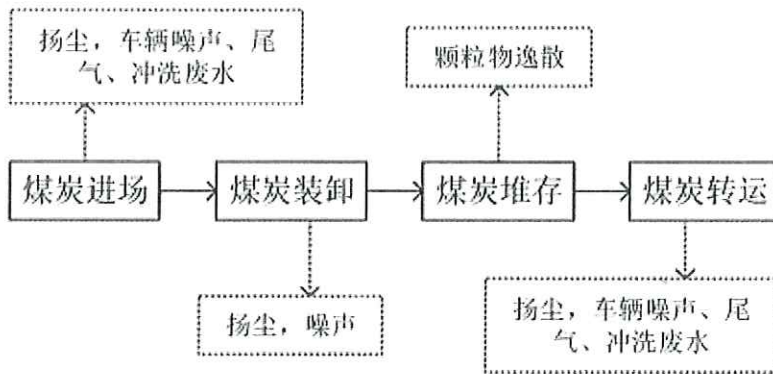 扬尘，车辆噪声、尾
气、冲洗废水
颗粒物逸散
煤炭进场
煤炭装卸
煤炭堆存
煤炭转运
扬尘，噪声
扬尘，车辆噪声、尾
气、冲洗废水